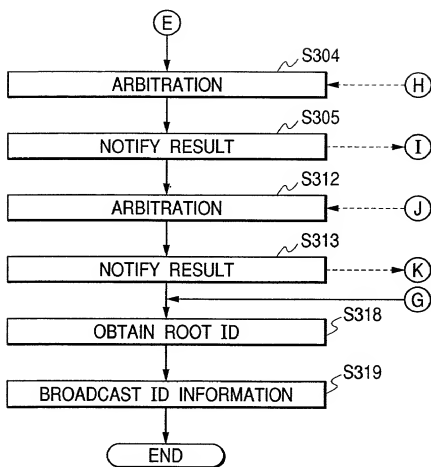 E
S304
ARBITRATION
H
S305
NOTIFY RESULT
I
S312
ARBITRATION
J
S313
NOTIFY RESULT
K
G
OBTAIN ROOT ID
S318
BROADCAST ID INFORMATION
S319
END